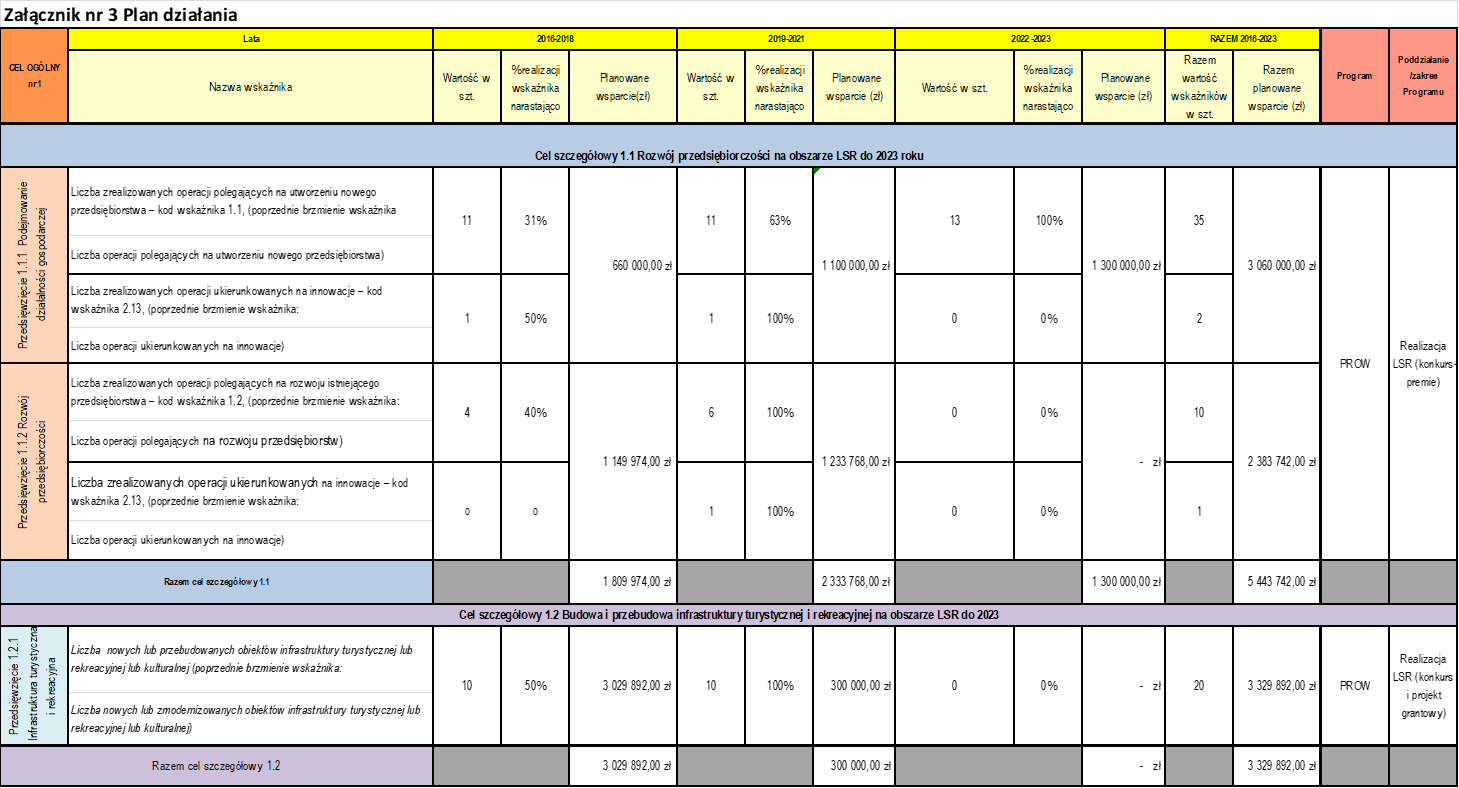 Załącznik nr 3 Plan działania
CEL OGÓLNY nr1
Lata
2016-2018
2019-2021
2022 -2023
RAZEM 2016-2023
Program
Poddziałanie /zakres Programu
Nazwa wskaźnika
Wartość w szt.
%realizacji wskaźnika narastająco
Planowane wsparcie(zł)
Wartość w szt.
%realizacji wskaźnika narastająco
Planowane wsparcie (zł)
Wartość w szt.
%realizacji wskaźnika narastająco
Planowane wsparcie (zł)
Razem wartość wskaźników w szt.
Razem planowane wsparcie (zł)
Cel szczegółowy 1.1 Rozwój przedsiębiorczości na obszarze LSR do 2023 roku
Przedsięwzięcie 1.1.1 Podejmowanie
działalności gospodarczej
Liczba zrealizowanych operacji polegających na utworzeniu nowego
przedsiębiorstwa – kod wskaźnika 1.1, (poprzednie brzmienie wskaźnika
Liczba operacji polegających na utworzeniu nowego przedsiębiorstwa)
11
31%
660 000,00 zł
11
63%
1 100 000,00 zł
13
100%
1 300 000,00 zł
35
3 060 000,00 zł
Liczba zrealizowanych operacji ukierunkowanych na innowacje – kod
wskaźnika 2.13, (poprzednie brzmienie wskaźnika:
Liczba operacji ukierunkowanych na innowacje)
1
50%
1
100%
0
0%
2
PROW
Realizacja
LSR (konkurs-
premie)
Przedsięwzięcie 1.1.2 Rozwój
przedsiębiorczości
Liczba zrealizowanych operacji polegających na rozwoju istniejącego
przedsiębiorstwa – kod wskaźnika 1.2, (poprzednie brzmienie wskaźnika:
Liczba operacji polegających na rozwoju przedsiębiorstw)
4
40%
1 149 974,00 zł
6
100%
1 233 768,00 zł
0
0%
- zł
10
2 383 742,00 zł
Liczba zrealizowanych operacji ukierunkowanych na innowacje – kod
wskaźnika 2.13, (poprzednie brzmienie wskaźnika:
Liczba operacji ukierunkowanych na innowacje)
0
0
1
100%
0
0%
1
Razem cel szczegółowy 1.1
1 809 974,00 zł
2 333 768,00 zł
1 300 000,00 zł
5 443 742,00 zł
Cel szczegółowy 1.2 Budowa i przebudowa infrastruktury turystycznej i rekreacyjnej na obszarze LSR do 2023
Przedsięwzięcie 1.2.1
Infrastruktura turystyczna
i rekreacyjna
Liczba nowych lub przebudowanych obiektów infrastruktury turystycznej lub
rekreacyjnej lub kulturalnej (poprzednie brzmienie wskaźnika:
Liczba nowych lub zmodernizowanych obiektów infrastruktury turystycznej lub
rekreacyjnej lub kulturalnej)
10
50%
3 029 892,00 zł
10
100%
300 000,00 zł
0
0%
- zł
20
3 329 892,00 zł
PROW
Realizacja
LSR (konkurs
i projekt
grantowy)
Razem cel szczegółowy 1.2
3 029 892,00 zł
300 000,00 zł
- zł
3 329 892,00 zł